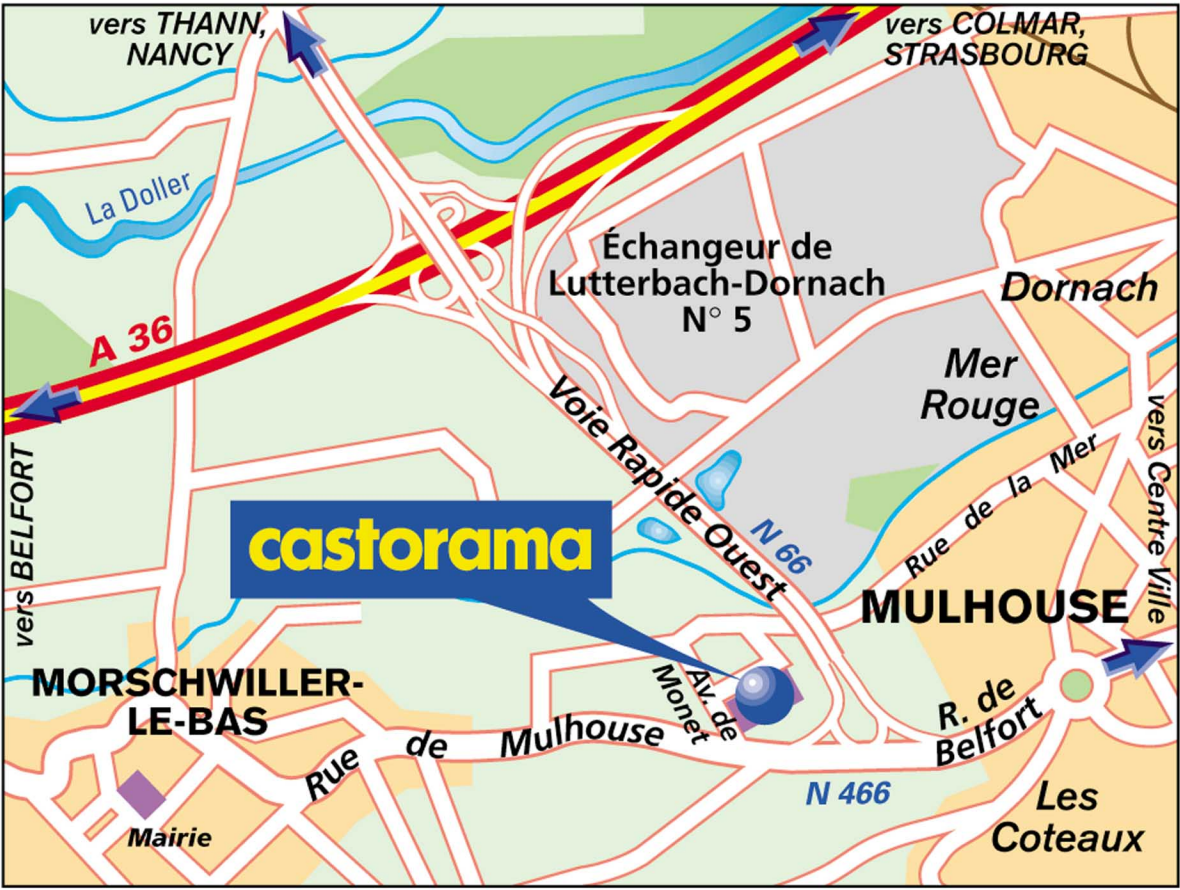 vers THANN,
NANCY
vers COLMAR,
STRASBOURG
La Doller
Échangeur de
Lutterbach-Dornach
N° 5
Dornach
A 36
Mer
Rouge
vers BELFORT
Voie Rapide Ouest
N 66
Rue de la Mer
vers Centre Ville
castorama
MULHOUSE
MORSCHWILLER-
LE-BAS
Av. de
Monet
R. de
Belfort
Rue de Mulhouse
N 466
Mairie
Les
Coteaux